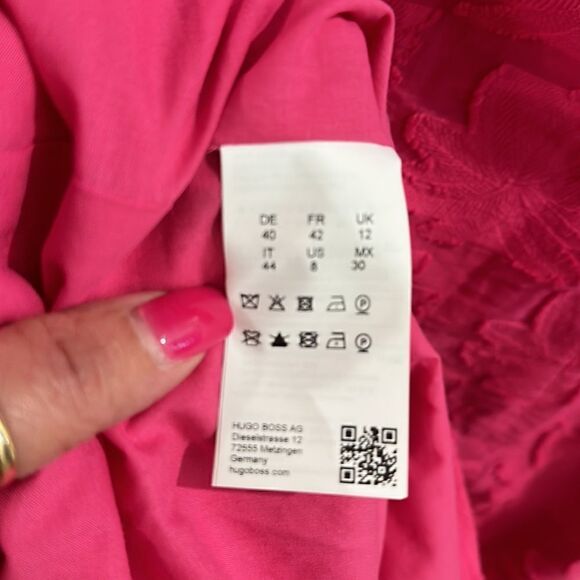 DE FR UK
40 42 12
IT US MX
44 8 30
P
P
HUGO BOSS AG
Dieselstrasse 12
72555 Metzingen
Germany
hugoboss.com